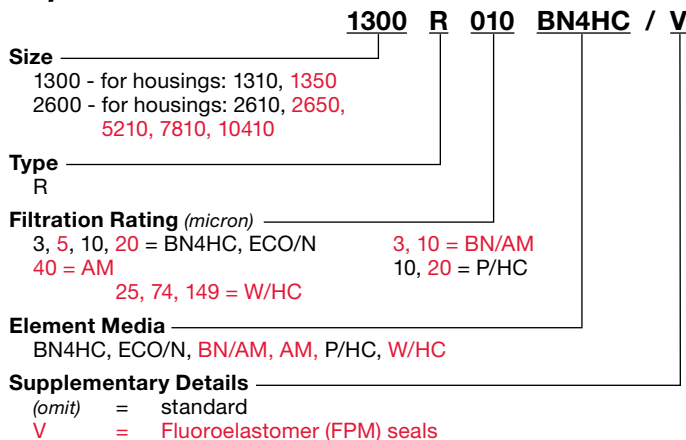 1300 R 010 BN4HC / V
Size
1300 - for housings: 1310, 1350
2600 - for housings: 2610, 2650,
5210, 7810, 10410
Type
R
Filtration Rating (micron)
3, 5, 10, 20 = BN4HC, ECO/N 3, 10 = BN/AM
40 = AM 10, 20 = P/HC
25, 74, 149 = W/HC
Element Media
BN4HC, ECO/N, BN/AM, AM, P/HC, W/HC
Supplementary Details
(omit) = standard
V = Fluoroelastomer (FPM) seals